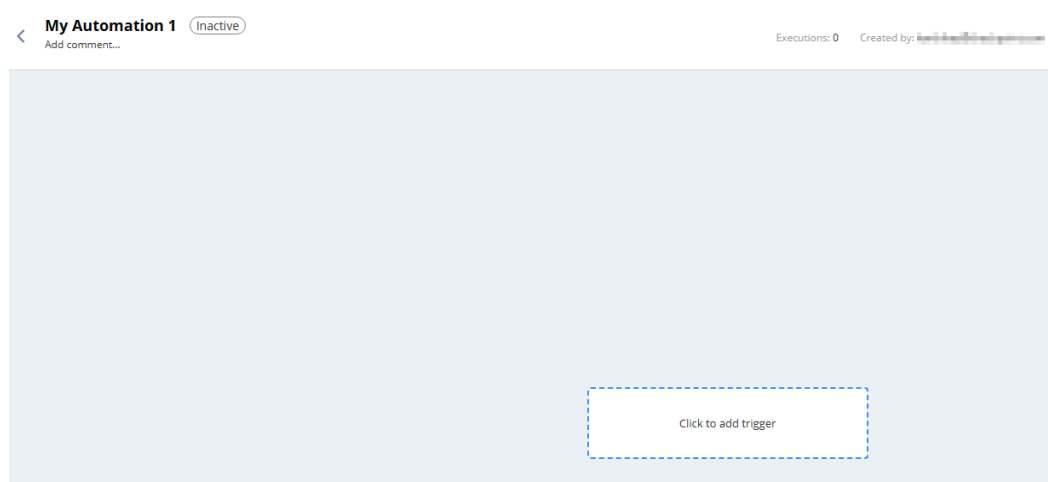 My Automation 1 Inactive
Add comment...
Executions: 0 Created by:
Click to add trigger